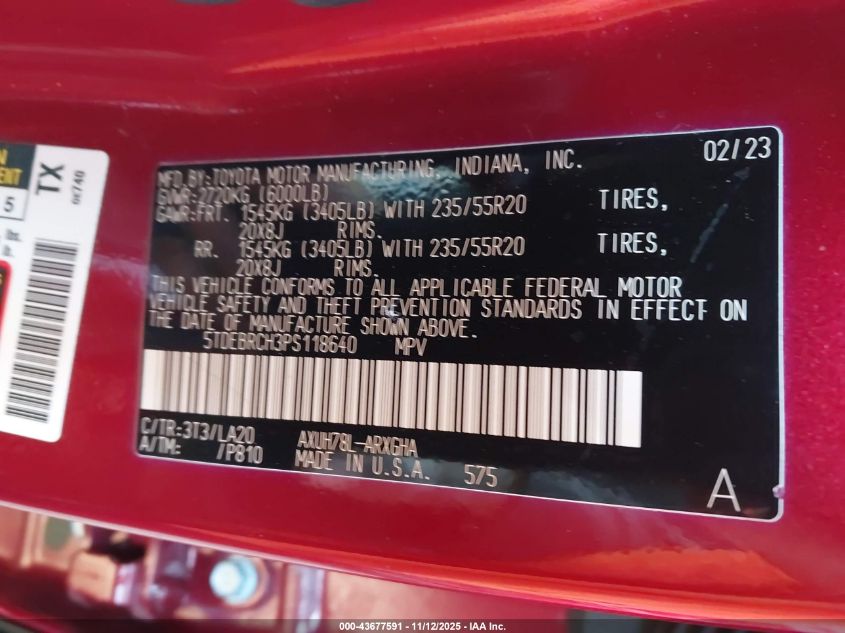 MFD.BY:TOYOTA MOTOR MANUFACTURING, INDIANA, INC. 02/23
GVWR:2720KG (6000LB)
GAWR:FRT. 1545KG (3405LB) WITH 235/55R20 TIRES,
20X8J RIMS.
RR. 1545KG (3405LB) WITH 235/55R20 TIRES,
20X8J RIMS.
THIS VEHICLE CONFORMS TO ALL APPLICABLE FEDERAL MOTOR
VEHICLE SAFETY AND THEFT PREVENTION STANDARDS IN EFFECT ON
THE DATE OF MANUFACTURE SHOWN ABOVE.
5TDEBRCH3PS118640 MPV
C/TR:3T3/LA20 AXUH78L-ARXGHA
A/TM: /P810 MADE IN U.S.A. 575
A
TX
5
000-43677591 - 11/12/2025 - IAA Inc.